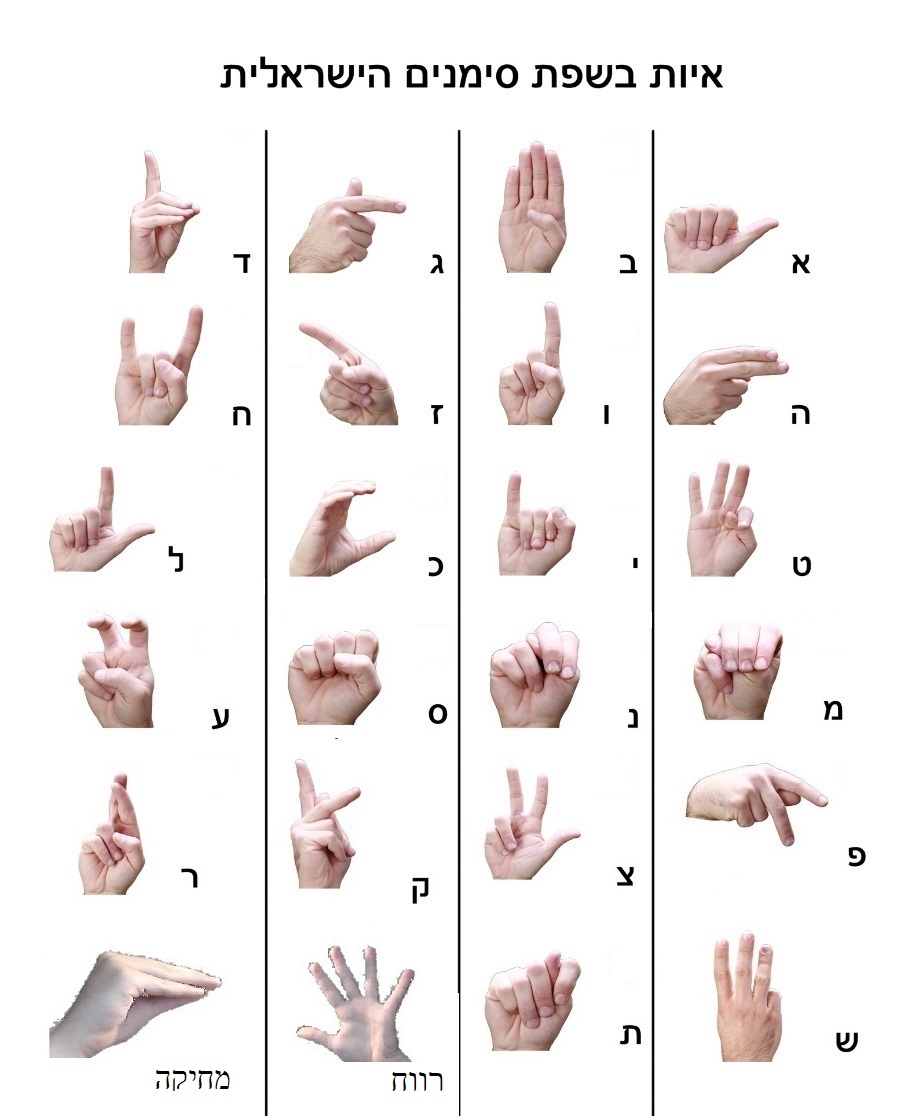 איות בשפת סימנים הישראלית
א
ב
ג
ד
ה
ו
ז
ח
ט
י
כ
ל
מ
נ
ס
ע
פ
צ
ק
ר
ש
ת
רווח
מחיקה